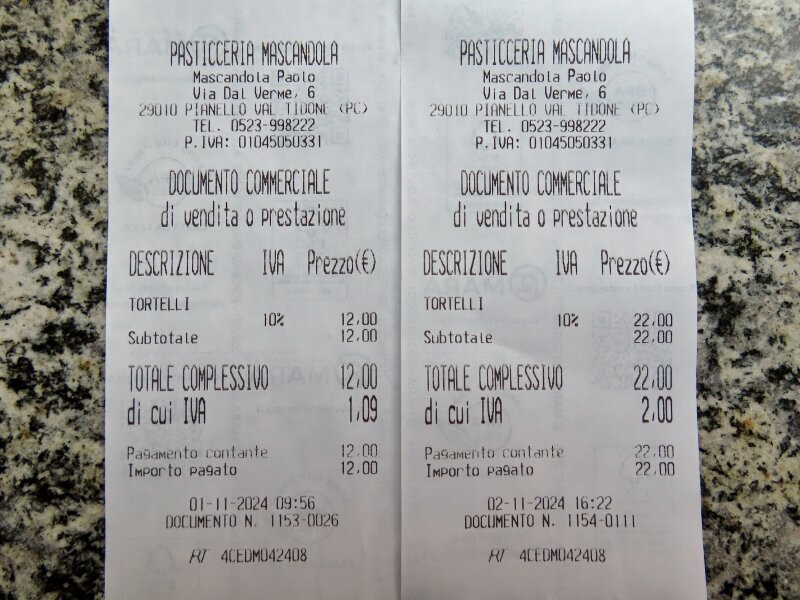 PASTICCERIA MASCANDOLA
Mascandola Paolo
Via Dal Verme, 6
29010 PIANELLO VAL TIDONE (PC)
TEL. 0523-998222
P.IVA: 01045050331
DOCUMENTO COMMERCIALE
di vendita o prestazione
DESCRIZIONE IVA Prezzo(€)
TORTELLI
10% 12,00
Subtotale 12,00
TOTALE COMPLESSIVO 12,00
di cui IVA 1,09
Pagamento contante 12,00
Importo pagato 12,00
01-11-2024 09:56
DOCUMENTO N. 1153-0026
RT 4CEDM042408
PASTICCERIA MASCANDOLA
Mascandola Paolo
Via Dal Verme, 6
29010 PIANELLO VAL TIDONE (PC)
TEL. 0523-998222
P.IVA: 01045050331
DOCUMENTO COMMERCIALE
di vendita o prestazione
DESCRIZIONE IVA Prezzo(€)
TORTELLI
10% 22,00
Subtotale 22,00
TOTALE COMPLESSIVO 22,00
di cui IVA 2,00
Pagamento contante 22,00
Importo pagato 22,00
02-11-2024 16:22
DOCUMENTO N. 1154-0111
RT 4CEDM042408